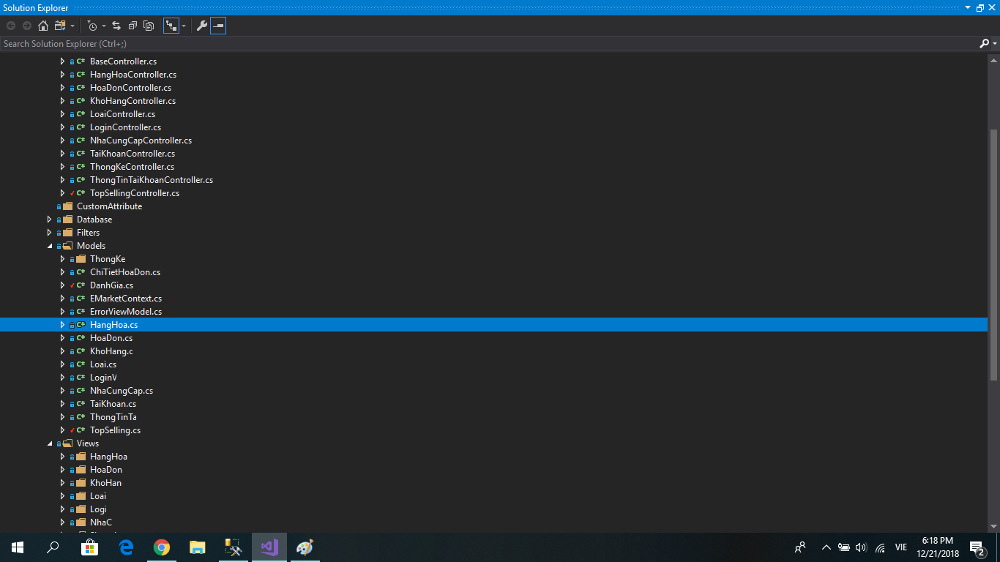 Solution Explorer
Search Solution Explorer (Ctrl+;)
C# BaseController.cs
C# HangHoaController.cs
C# HoaDonController.cs
C# KhoHangController.cs
C# LoaiController.cs
C# LoginController.cs
C# NhaCungCapController.cs
C# TaiKhoanController.cs
C# ThongKeController.cs
C# ThongTinTaiKhoanController.cs
C# TopSellingController.cs
CustomAttribute
Database
Filters
Models
ThongKe
C# ChiTietHoaDon.cs
C# DanhGia.cs
C# EMarketContext.cs
C# ErrorViewModel.cs
C# HangHoa.cs
C# HoaDon.cs
C# KhoHang.c
C# Loai.cs
C# LoginV
C# NhaCungCap.cs
C# TaiKhoan.cs
C# ThongTinTa
C# TopSelling.cs
Views
HangHoa
HoaDon
KhoHan
Loai
Logi
NhaC
VIE
6:18 PM
12/21/2018
2